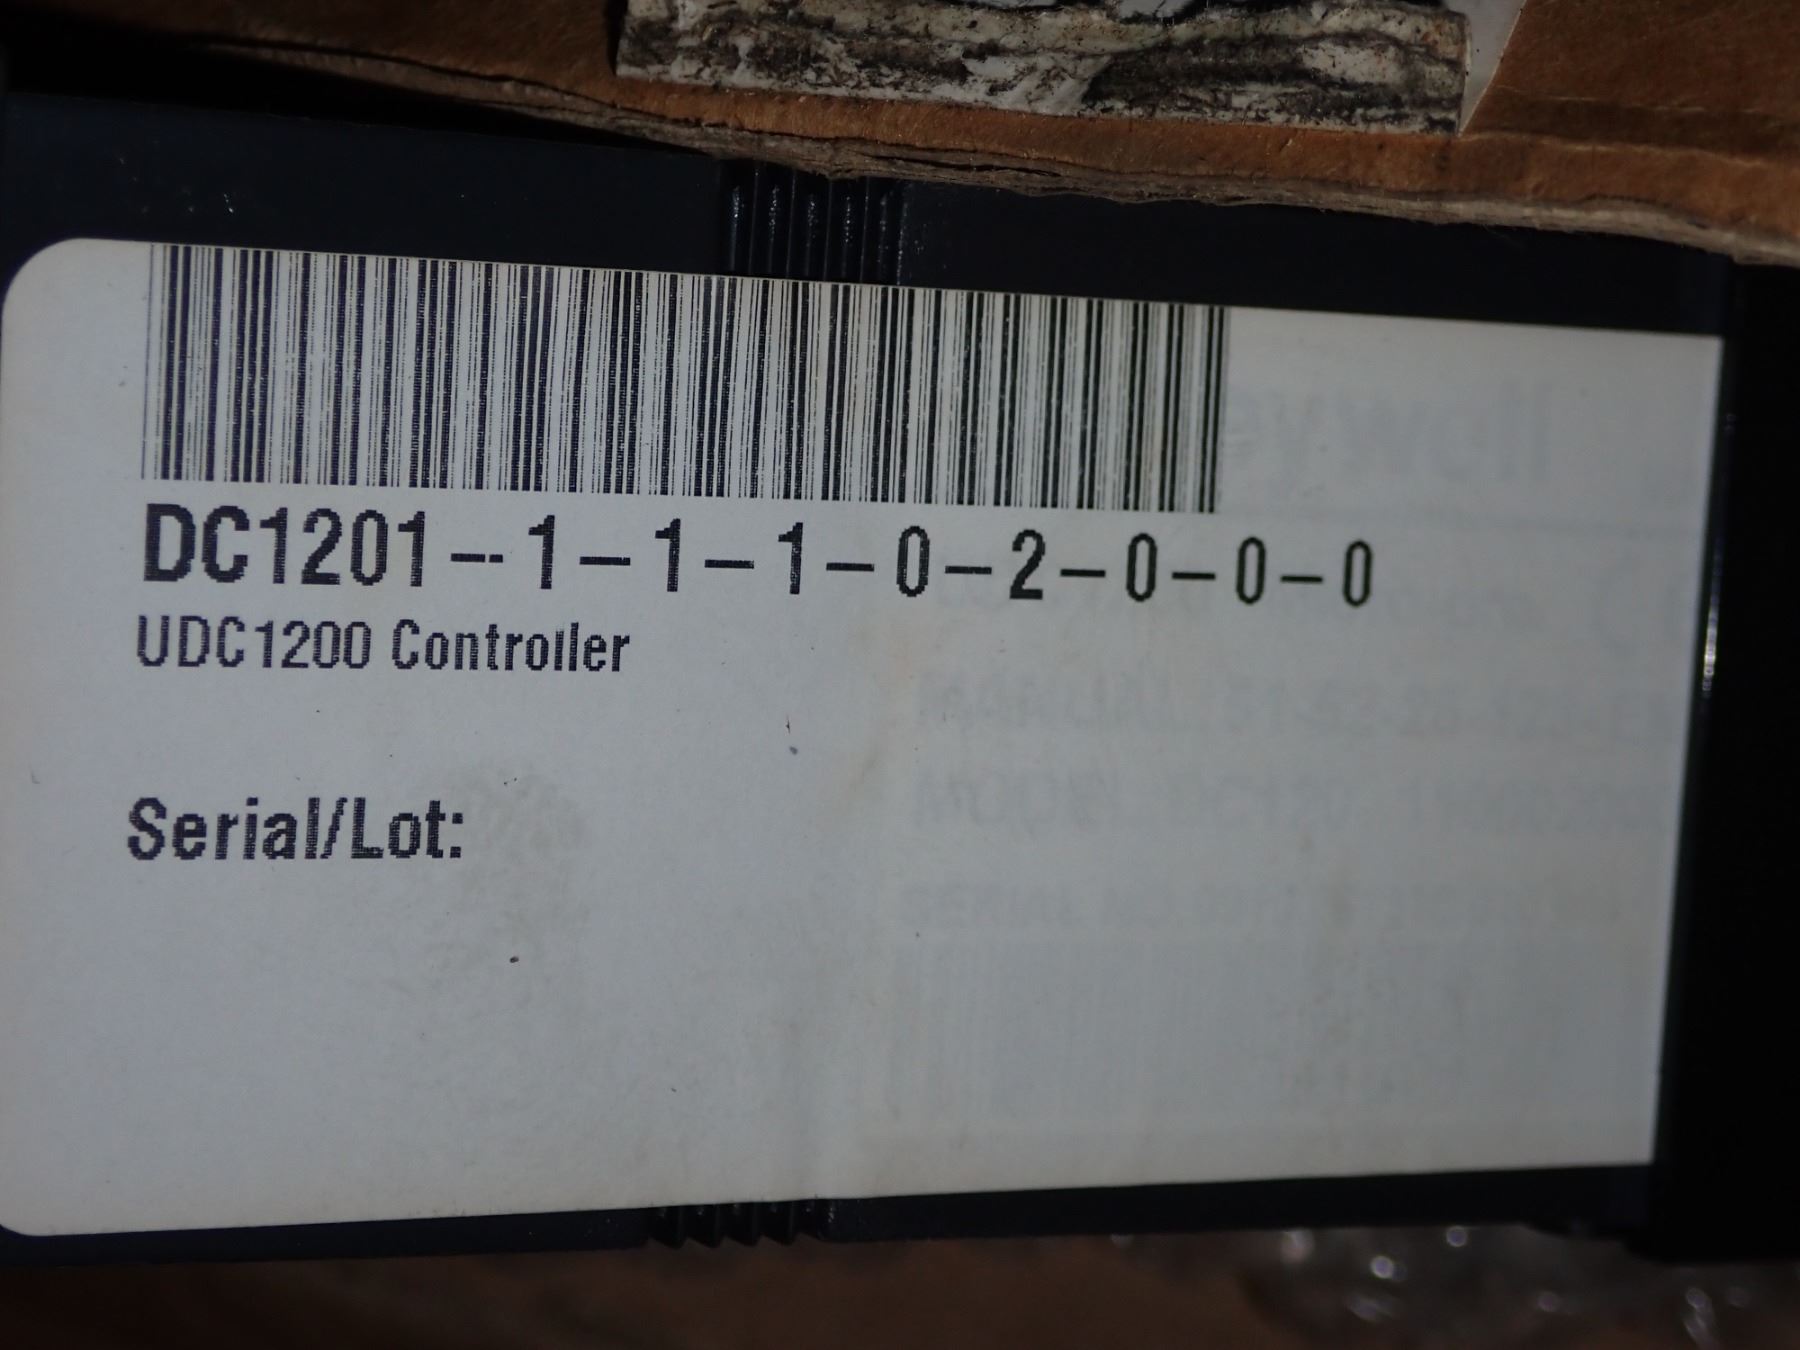 DC1201--1-1-1-0-2-0-0-0
UDC1200 Controller
Serial/Lot: